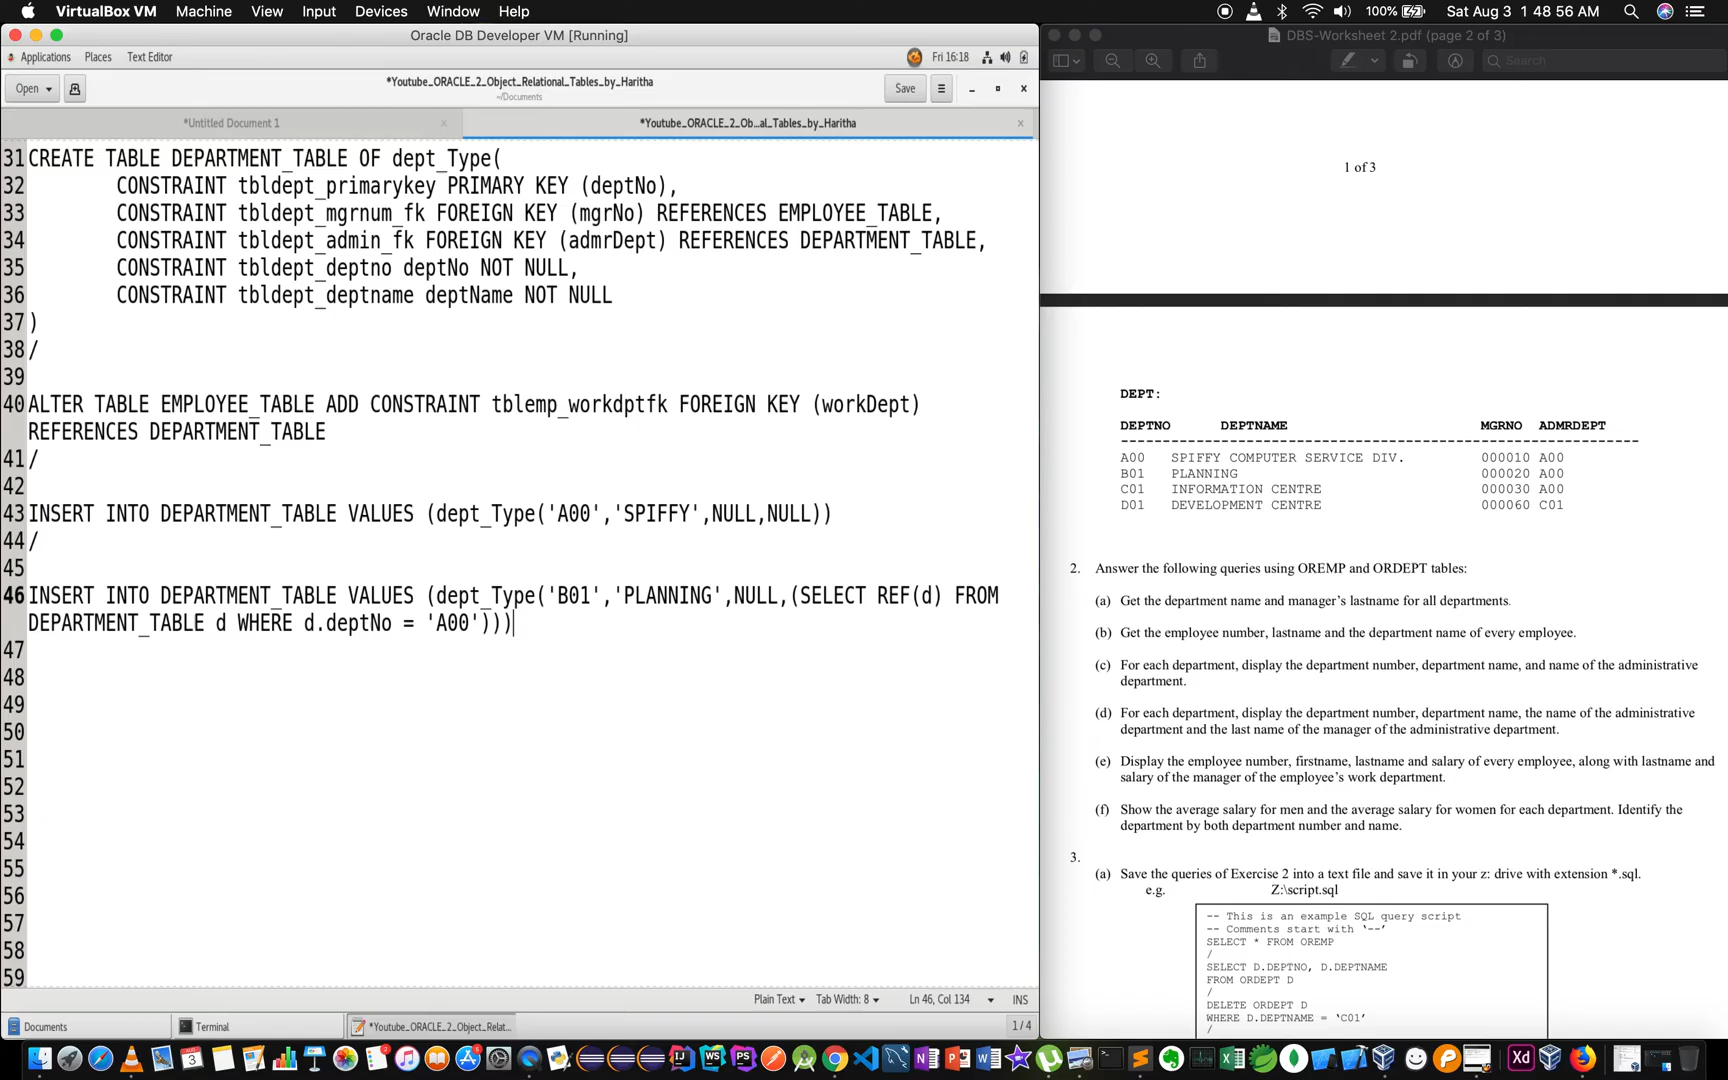 VirtualBox VM Machine View Input Devices Window Help 100% Sat Aug 3 1 48 56 AM
Oracle DB Developer VM [Running]
Applications Places Text Editor Fri 16:18
Open *Youtube_ORACLE_2_Object_Relational_Tables_by_Haritha Save
~/Documents
*Untitled Document 1 *Youtube_ORACLE_2_Ob...al_Tables_by_Haritha
31 CREATE TABLE DEPARTMENT_TABLE OF dept_Type(
32 CONSTRAINT tbldept_primarykey PRIMARY KEY (deptNo),
33 CONSTRAINT tbldept_mgrnum_fk FOREIGN KEY (mgrNo) REFERENCES EMPLOYEE_TABLE,
34 CONSTRAINT tbldept_admin_fk FOREIGN KEY (admrDept) REFERENCES DEPARTMENT_TABLE,
35 CONSTRAINT tbldept_deptno deptNo NOT NULL,
36 CONSTRAINT tbldept_deptname deptName NOT NULL
37 )
38 /
39
40 ALTER TABLE EMPLOYEE_TABLE ADD CONSTRAINT tblemp_workdptfk FOREIGN KEY (workDept)
REFERENCES DEPARTMENT_TABLE
41 /
42
43 INSERT INTO DEPARTMENT_TABLE VALUES (dept_Type('A00','SPIFFY',NULL,NULL))
44 /
45
46 INSERT INTO DEPARTMENT_TABLE VALUES (dept_Type('B01','PLANNING',NULL,(SELECT REF(d) FROM
DEPARTMENT_TABLE d WHERE d.deptNo = 'A00')))
47
48
49
50
51
52
53
54
55
56
57
58
59
Plain Text Tab Width: 8 Ln 46, Col 134 INS
Documents Terminal *Youtube_ORACLE_2_Object_Relat... 1/4
DBS-Worksheet 2.pdf (page 2 of 3)
Search
1 of 3
DEPT:
DEPTNO DEPTNAME MGRNO ADMRDEPT
A00 SPIFFY COMPUTER SERVICE DIV. 000010 A00
B01 PLANNING 000020 A00
C01 INFORMATION CENTRE 000030 A00
D01 DEVELOPMENT CENTRE 000060 C01
2. Answer the following queries using OREMP and ORDEPT tables:
(a) Get the department name and manager's lastname for all departments.
(b) Get the employee number, lastname and the department name of every employee.
(c) For each department, display the department number, department name, and name of the administrative
department.
(d) For each department, display the department number, department name, the name of the administrative
department and the last name of the manager of the administrative department.
(e) Display the employee number, firstname, lastname and salary of every employee, along with lastname and
salary of the manager of the employee's work department.
(f) Show the average salary for men and the average salary for women for each department. Identify the
department by both department number and name.
3.
(a) Save the queries of Exercise 2 into a text file and save it in your z: drive with extension *.sql.
e.g. Z:\script.sql
-- This is an example SQL query script
-- Comments start with '--'
SELECT * FROM OREMP
/
SELECT D.DEPTNO, D.DEPTNAME
FROM ORDEPT D
/
DELETE ORDEPT D
WHERE D.DEPTNAME = 'C01'
/